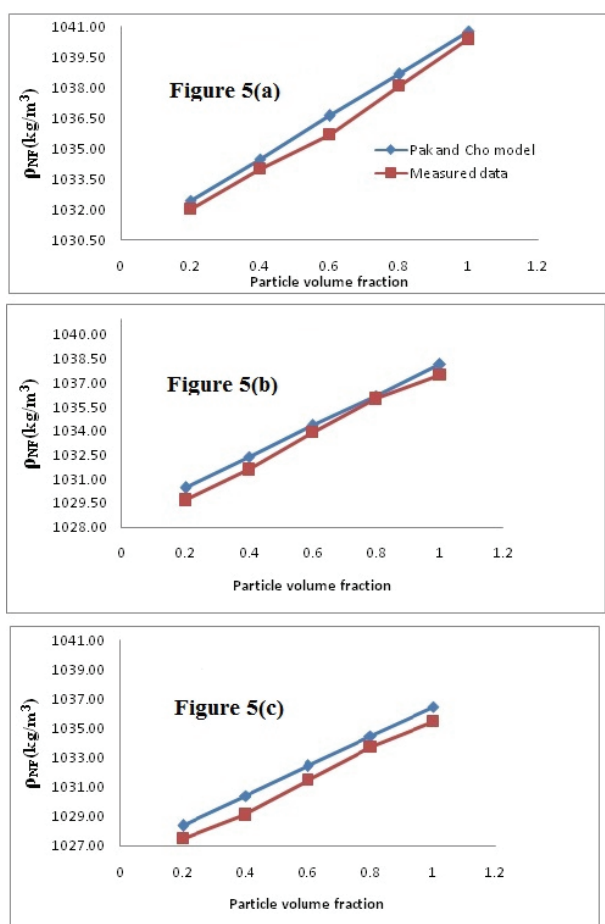 1041.00
1039.50
1038.00
1036.50
1035.00
1033.50
1032.00
1030.50
ρNF(kg/m³)
Figure 5(a)
Pak and Cho model
Measured data
0 0.2 0.4 0.6 0.8 1 1.2
Particle volume fraction
1040.00
1038.50
1037.00
1035.50
1034.00
1032.50
1031.00
1029.50
1028.00
ρNF(kg/m³)
Figure 5(b)
0 0.2 0.4 0.6 0.8 1 1.2
Particle volume fraction
1041.00
1039.00
1037.00
1035.00
1033.00
1031.00
1029.00
1027.00
ρNF(kg/m³)
Figure 5(c)
0 0.2 0.4 0.6 0.8 1 1.2
Particle volume fraction